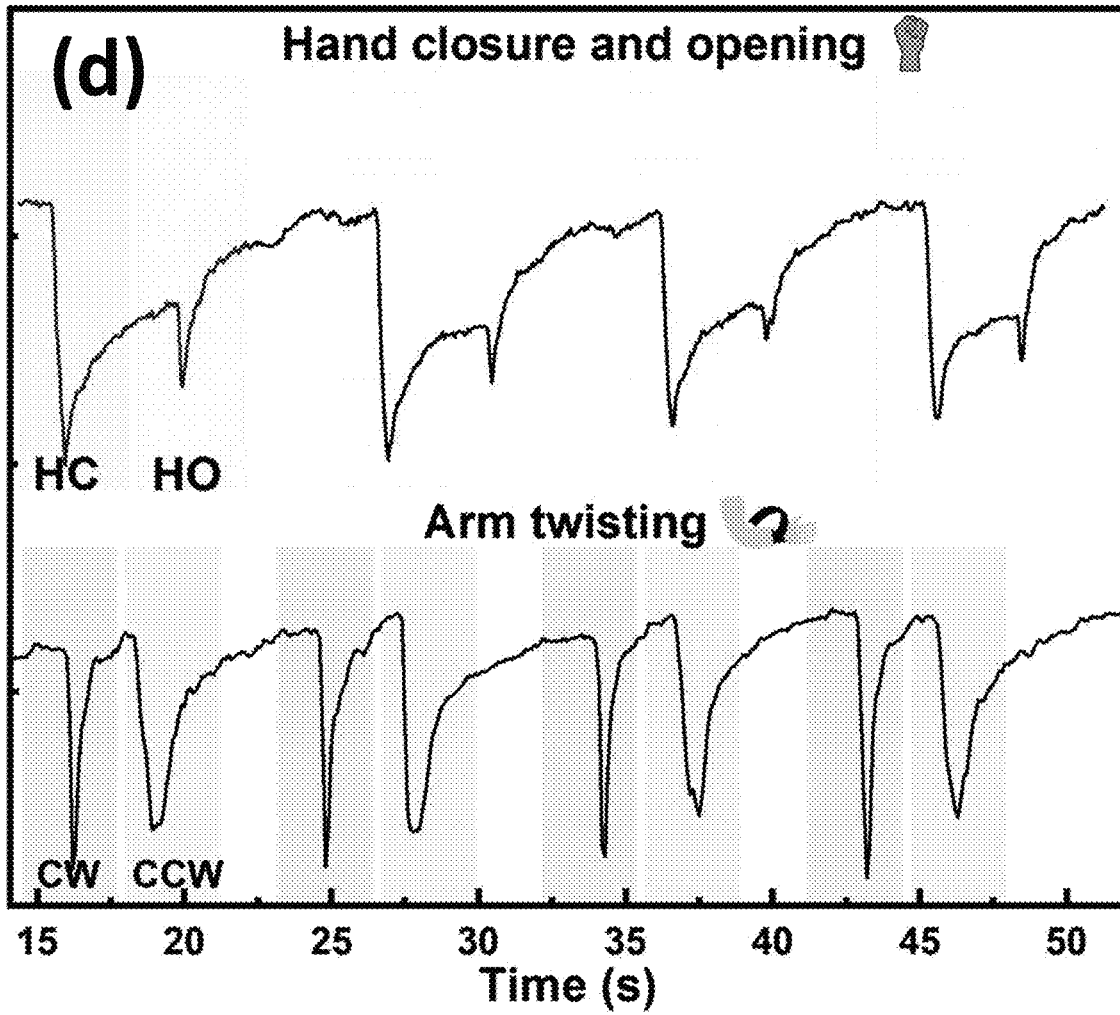 (d)
Hand closure and opening
HC HO
Arm twisting
CW CCW
15 20 25 30 35 40 45 50
Time (s)